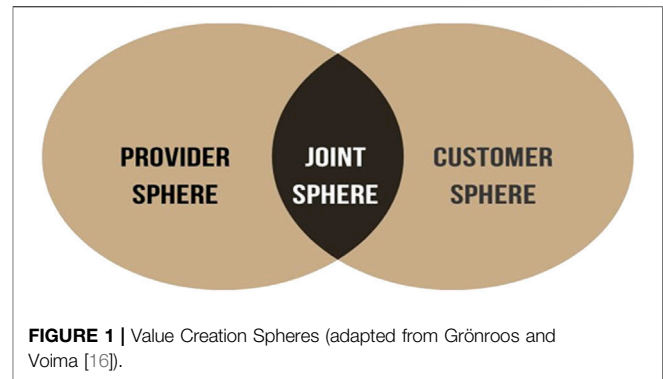 PROVIDER SPHERE
JOINT SPHERE
CUSTOMER SPHERE
FIGURE 1 | Value Creation Spheres (adapted from Grönroos and
Voima [16]).